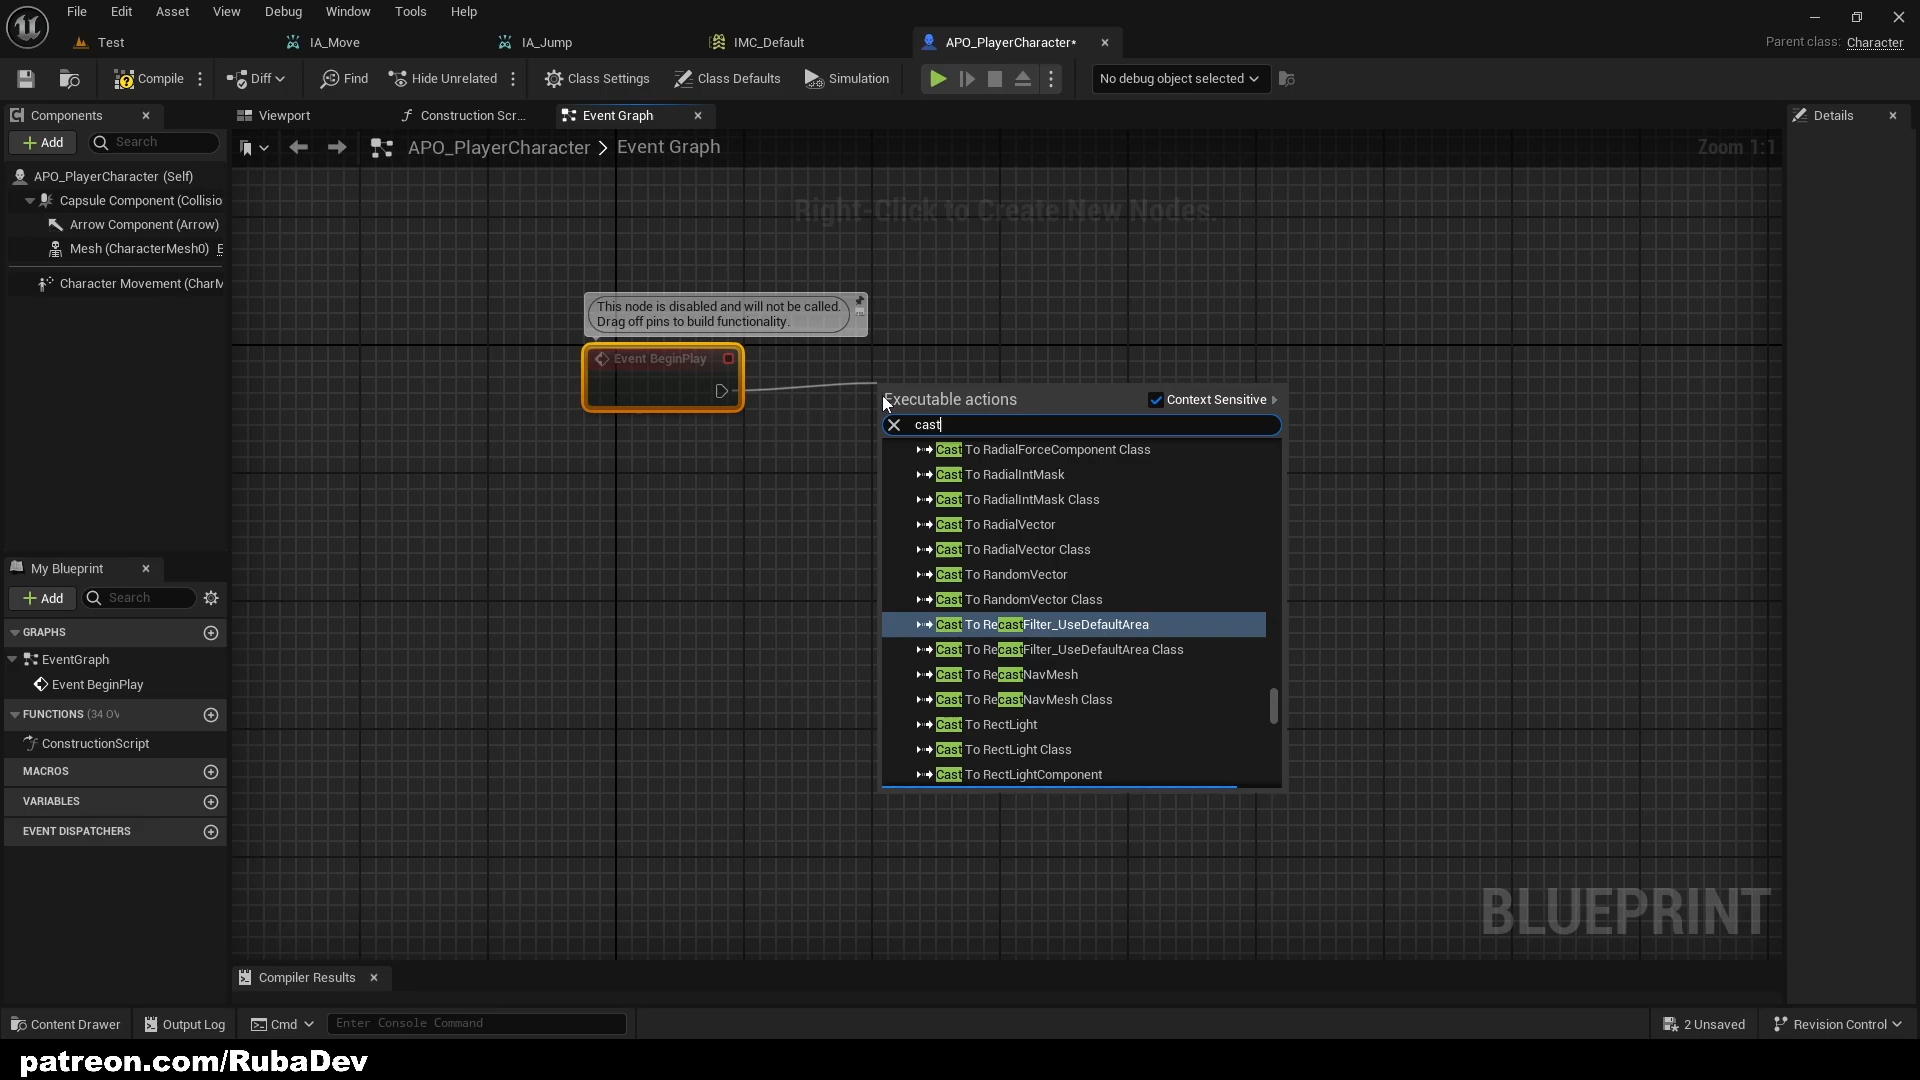 File Edit Asset View Debug Window Tools Help
Test IA_Move IA_Jump IMC_Default APO_PlayerCharacter* Parent class: Character
Compile Diff Find Hide Unrelated Class Settings Class Defaults Simulation No debug object selected
Components Viewport Construction Scr... Event Graph Details
Add Search
APO_PlayerCharacter > Event Graph Zoom 1:1
APO_PlayerCharacter (Self)
Capsule Component (Collisio
Arrow Component (Arrow)
Mesh (CharacterMesh0) E
Character Movement (CharM
Right-Click to Create New Nodes.
This node is disabled and will not be called.
Drag off pins to build functionality.
Event BeginPlay
Executable actions Context Sensitive
cast
Cast To RadialForceComponent Class
Cast To RadialIntMask
Cast To RadialIntMask Class
Cast To RadialVector
Cast To RadialVector Class
Cast To RandomVector
Cast To RandomVector Class
Cast To RecastFilter_UseDefaultArea
Cast To RecastFilter_UseDefaultArea Class
Cast To RecastNavMesh
Cast To RecastNavMesh Class
Cast To RectLight
Cast To RectLight Class
Cast To RectLightComponent
My Blueprint
Add Search
GRAPHS
EventGraph
Event BeginPlay
FUNCTIONS (34 OV
ConstructionScript
MACROS
VARIABLES
EVENT DISPATCHERS
BLUEPRINT
Compiler Results
Content Drawer Output Log Cmd Enter Console Command 2 Unsaved Revision Control
patreon.com/RubaDev